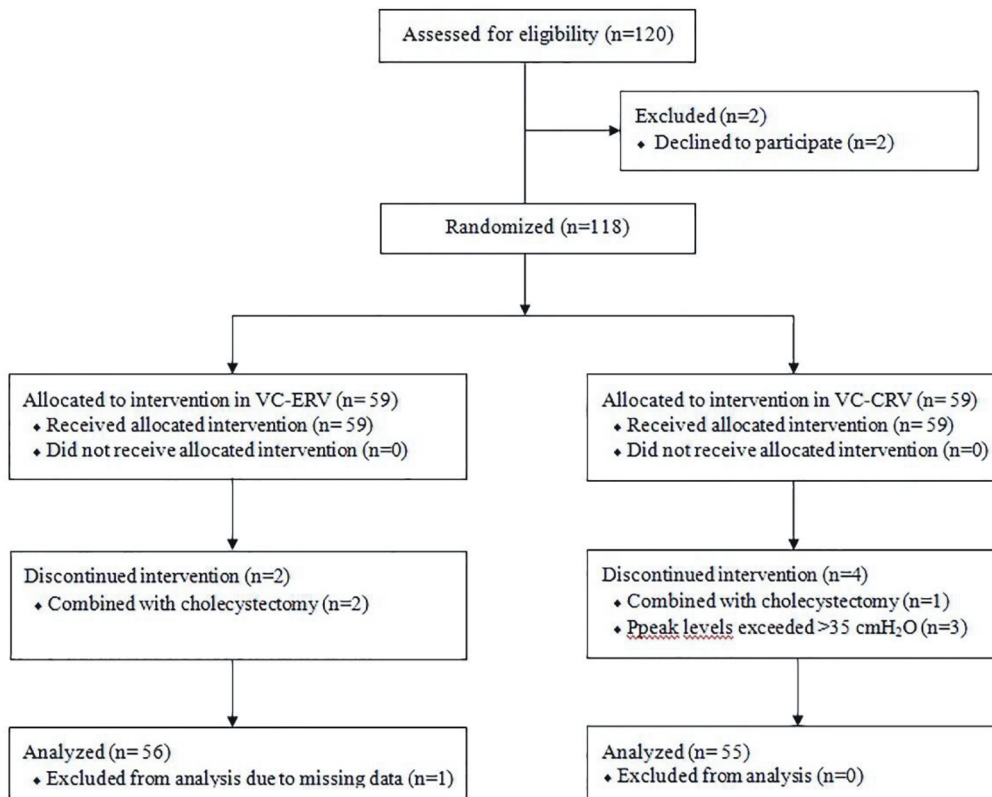 Assessed for eligibility (n=120)
Excluded (n=2)
♦ Declined to participate (n=2)
Randomized (n=118)
Allocated to intervention in VC-ERV (n= 59)
♦ Received allocated intervention (n= 59)
♦ Did not receive allocated intervention (n=0)
Allocated to intervention in VC-CRV (n= 59)
♦ Received allocated intervention (n= 59)
♦ Did not receive allocated intervention (n=0)
Discontinued intervention (n=2)
♦ Combined with cholecystectomy (n=2)
Discontinued intervention (n=4)
♦ Combined with cholecystectomy (n=1)
♦ Ppeak levels exceeded >35 cmH₂O (n=3)
Analyzed (n= 56)
♦ Excluded from analysis due to missing data (n=1)
Analyzed (n= 55)
♦ Excluded from analysis (n=0)